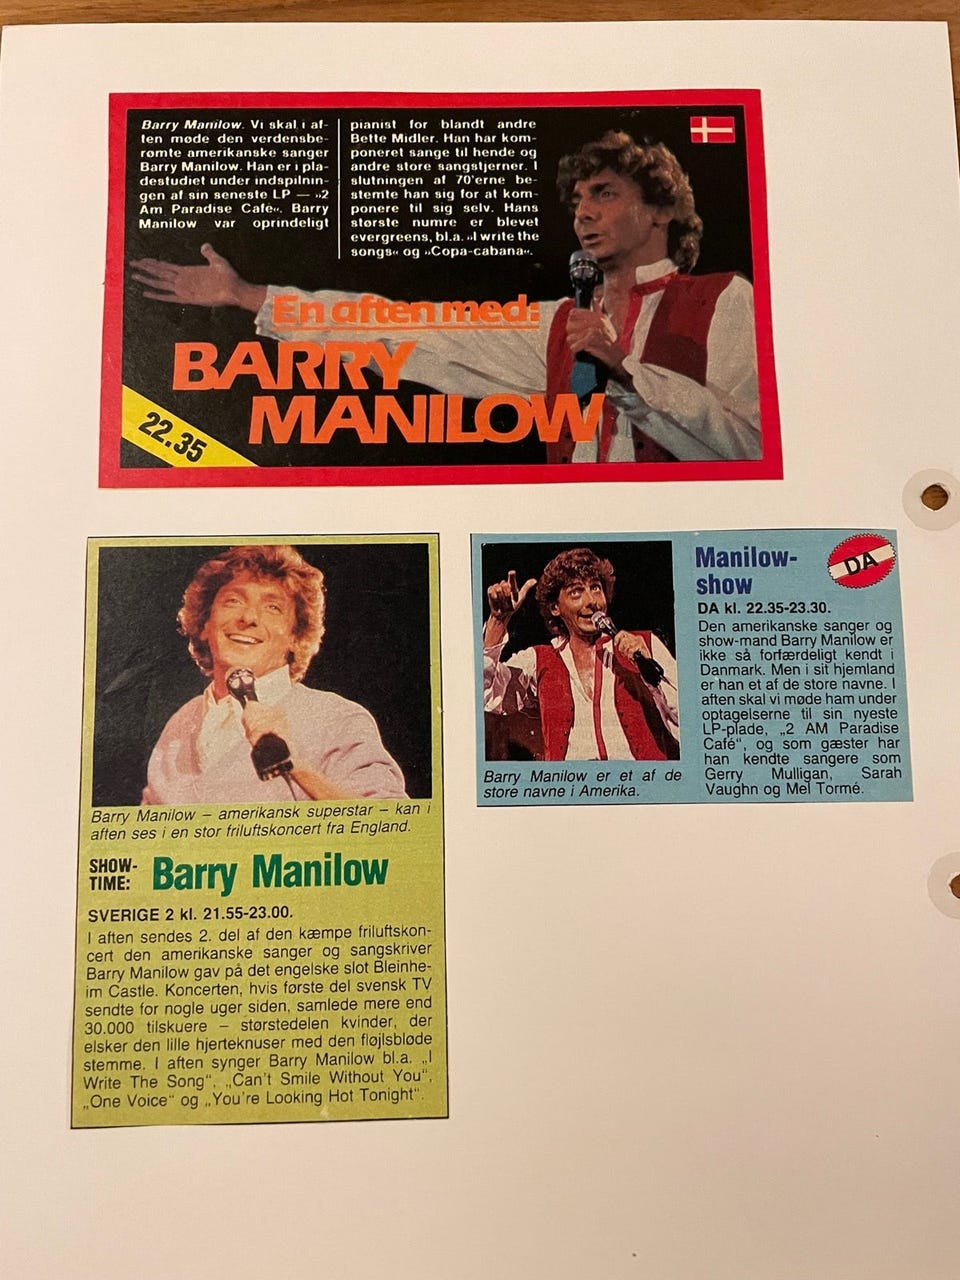 Barry Manilow. Vi skal i af-
ten møde den verdensbe-
rømte amerikanske sanger
Barry Manilow. Han er i pla-
destudiet under indspilnin-
gen af sin seneste LP — »2
Am Paradise Café«. Barry
Manilow var oprindeligt
pianist for blandt andre
Bette Midler. Han har kom-
poneret sange til hende og
andre store sangstjerner. I
slutningen af 70'erne be-
stemte han sig for at kom-
ponere til sig selv. Hans
største numre er blevet
evergreens, bl.a. »I write the
songs« og »Copa-cabana«.
En aften med:
BARRY
MANILOW
22.35
Barry Manilow – amerikansk superstar – kan i
aften ses i en stor friluftskoncert fra England.
SHOW-
TIME:
Barry Manilow
SVERIGE 2 kl. 21.55-23.00.
I aften sendes 2. del af den kæmpe friluftskon-
cert den amerikanske sanger og sangskriver
Barry Manilow gav på det engelske slot Bleinhe-
im Castle. Koncerten, hvis første del svensk TV
sendte for nogle uger siden, samlede mere end
30.000 tilskuere – størstedelen kvinder, der
elsker den lille hjerteknuser med den fløjlsbløde
stemme. I aften synger Barry Manilow bl.a. „I
Write The Song“, „Can't Smile Without You“,
„One Voice“ og „You're Looking Hot Tonight“.
Barry Manilow er et af de
store navne i Amerika.
Manilow-
show
DA
DA kl. 22.35-23.30.
Den amerikanske sanger og
show-mand Barry Manilow er
ikke så forfærdeligt kendt i
Danmark. Men i sit hjemland
er han et af de store navne. I
aften skal vi møde ham under
optagelserne til sin nyeste
LP-plade, „2 AM Paradise
Café“, og som gæster har
han kendte sangere som
Gerry Mulligan, Sarah
Vaughn og Mel Tormé.